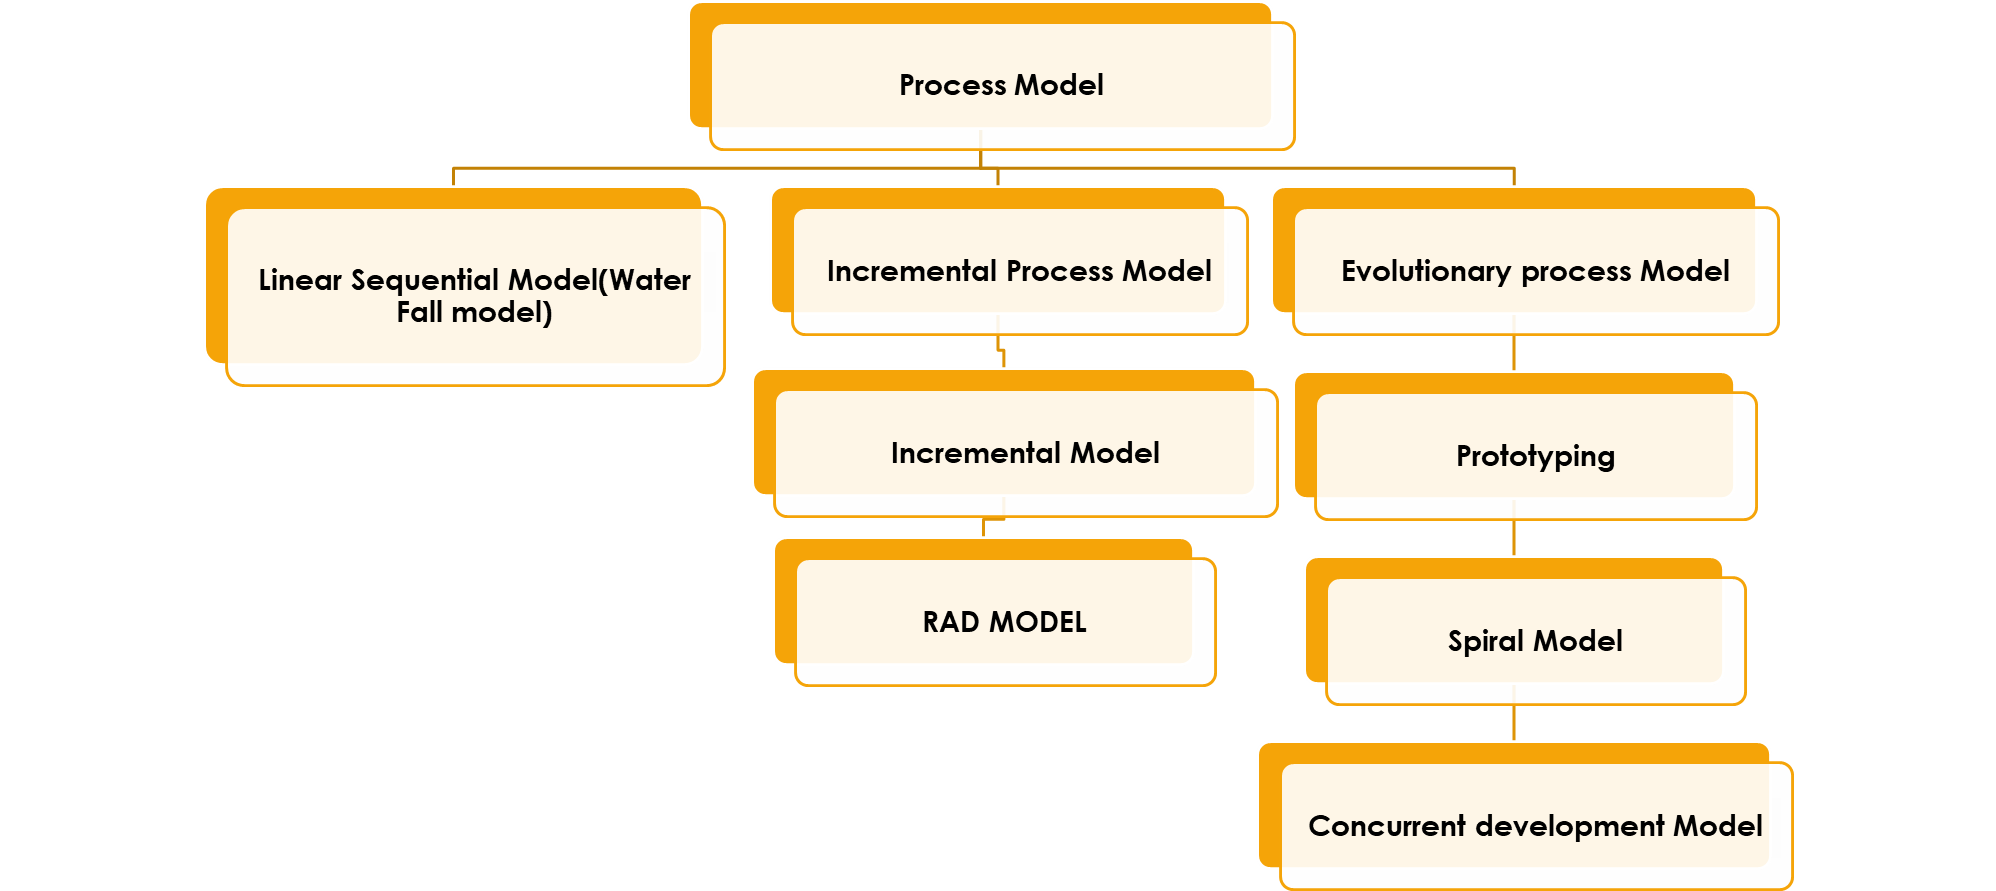 Process Model
Linear Sequential Model(Water
Fall model)
Incremental Process Model
Evolutionary process Model
Incremental Model
Prototyping
RAD MODEL
Spiral Model
Concurrent development Model